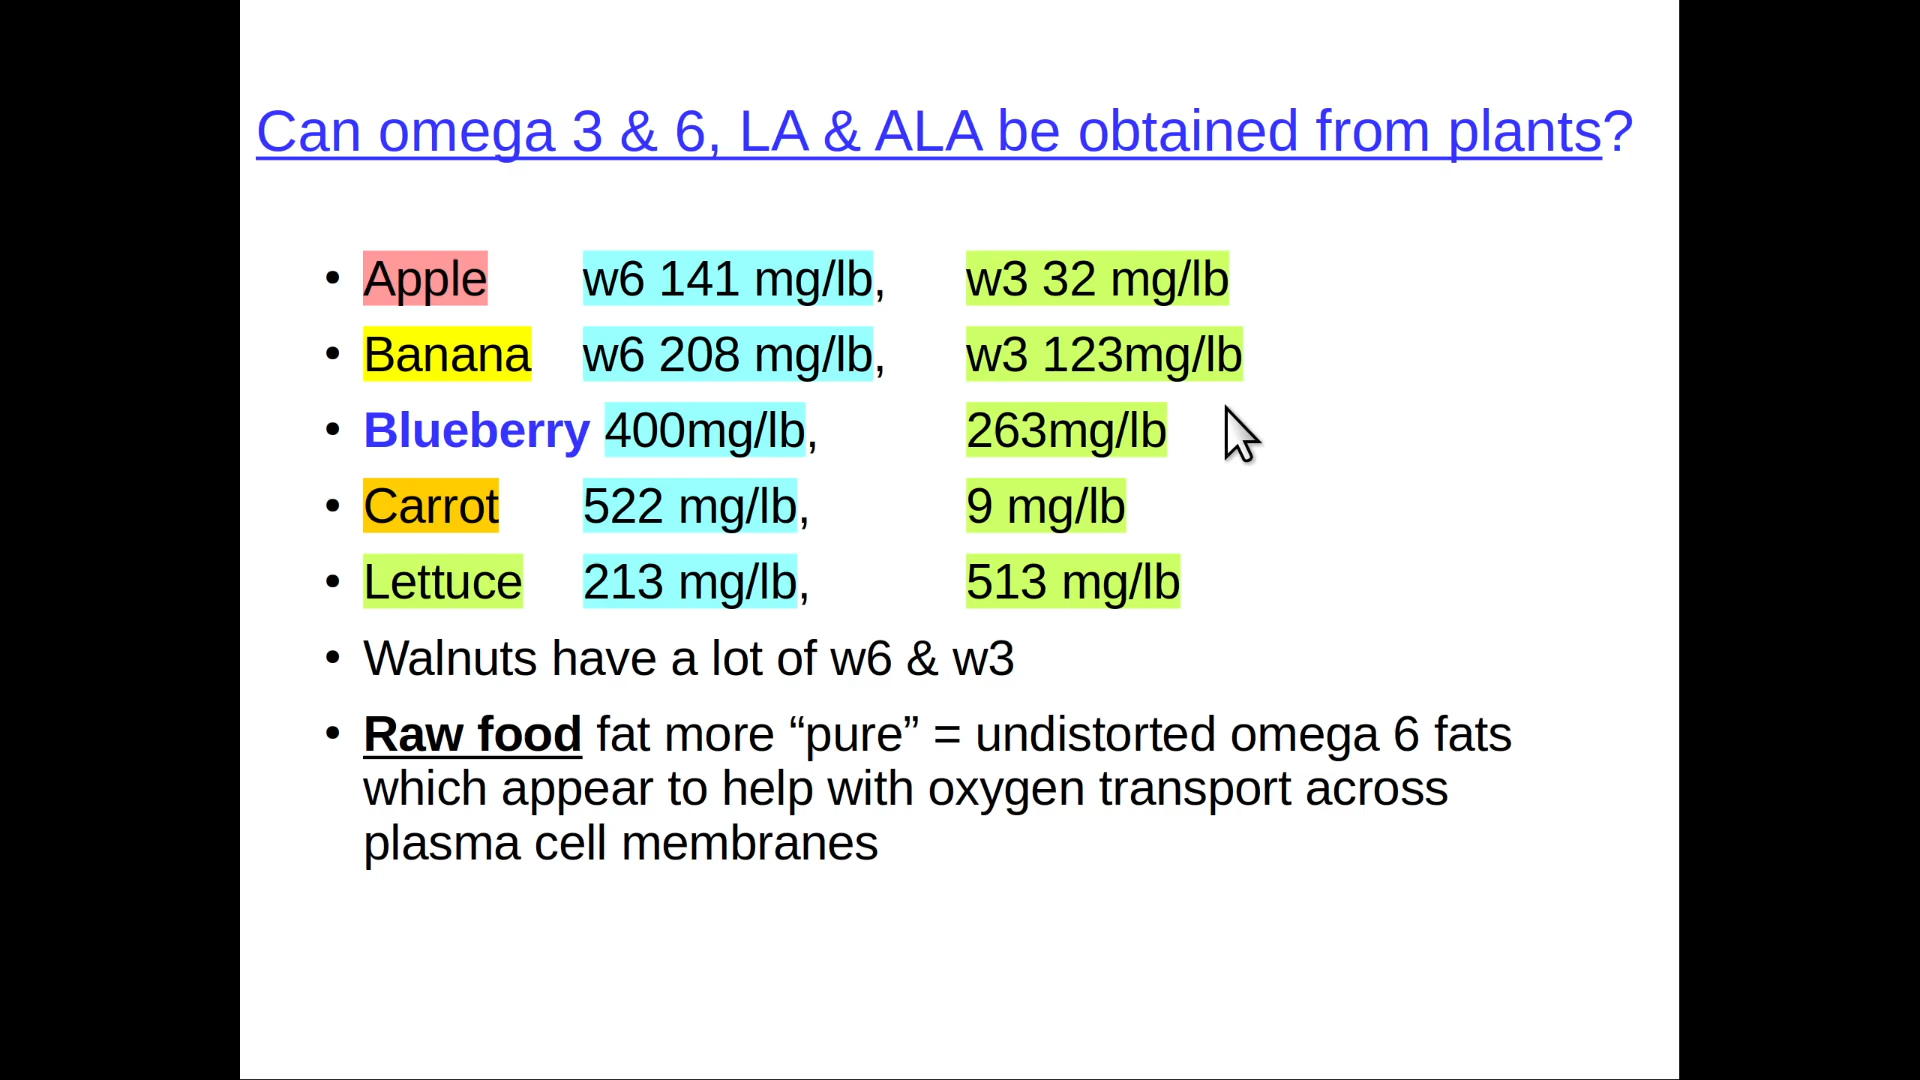 Can omega 3 & 6, LA & ALA be obtained from plants?
• Apple w6 141 mg/lb, w3 32 mg/lb
• Banana w6 208 mg/lb, w3 123mg/lb
• Blueberry 400mg/lb, 263mg/lb
• Carrot 522 mg/lb, 9 mg/lb
• Lettuce 213 mg/lb, 513 mg/lb
• Walnuts have a lot of w6 & w3
• Raw food fat more “pure” = undistorted omega 6 fats
which appear to help with oxygen transport across
plasma cell membranes